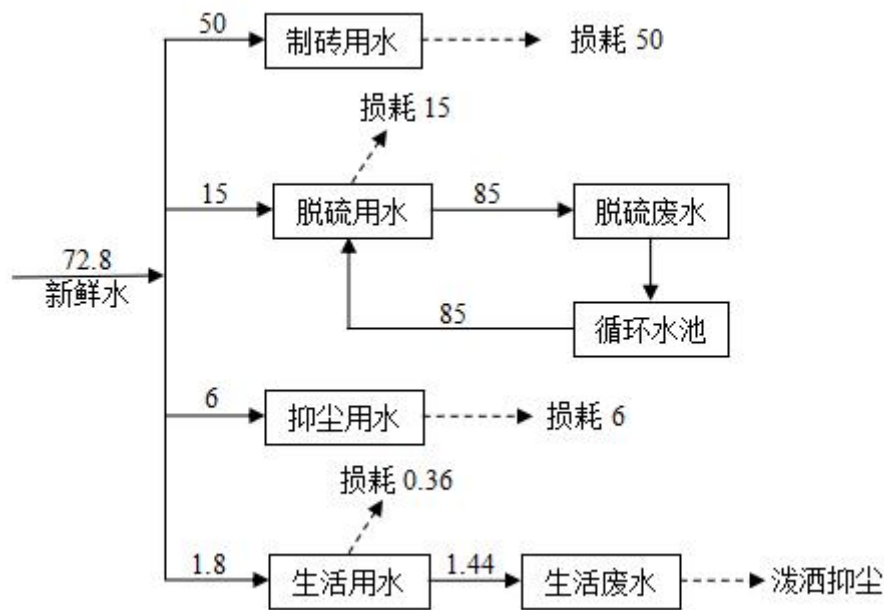 50
制砖用水
损耗 50
损耗 15
15
脱硫用水
85
脱硫废水
72.8
新鲜水
85
循环水池
6
抑尘用水
损耗 6
损耗 0.36
1.8
生活用水
1.44
生活废水
泼洒抑尘